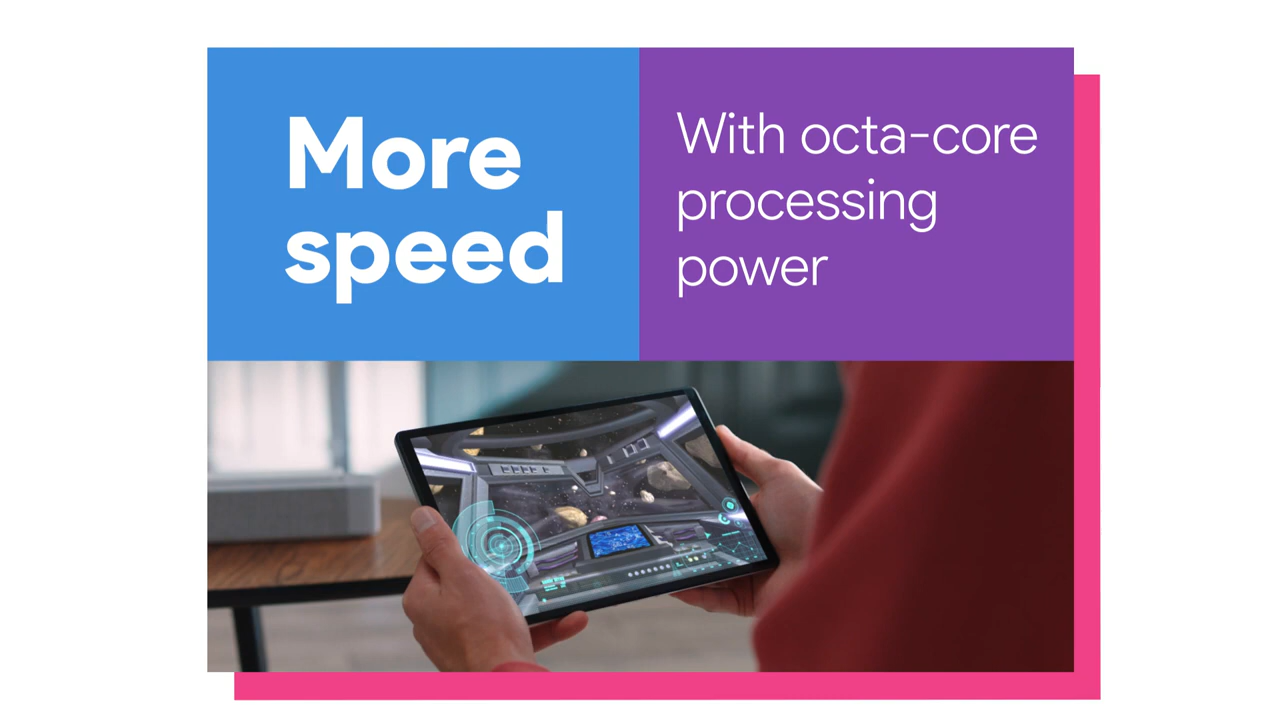 More
speed
With octa-core
processing
power